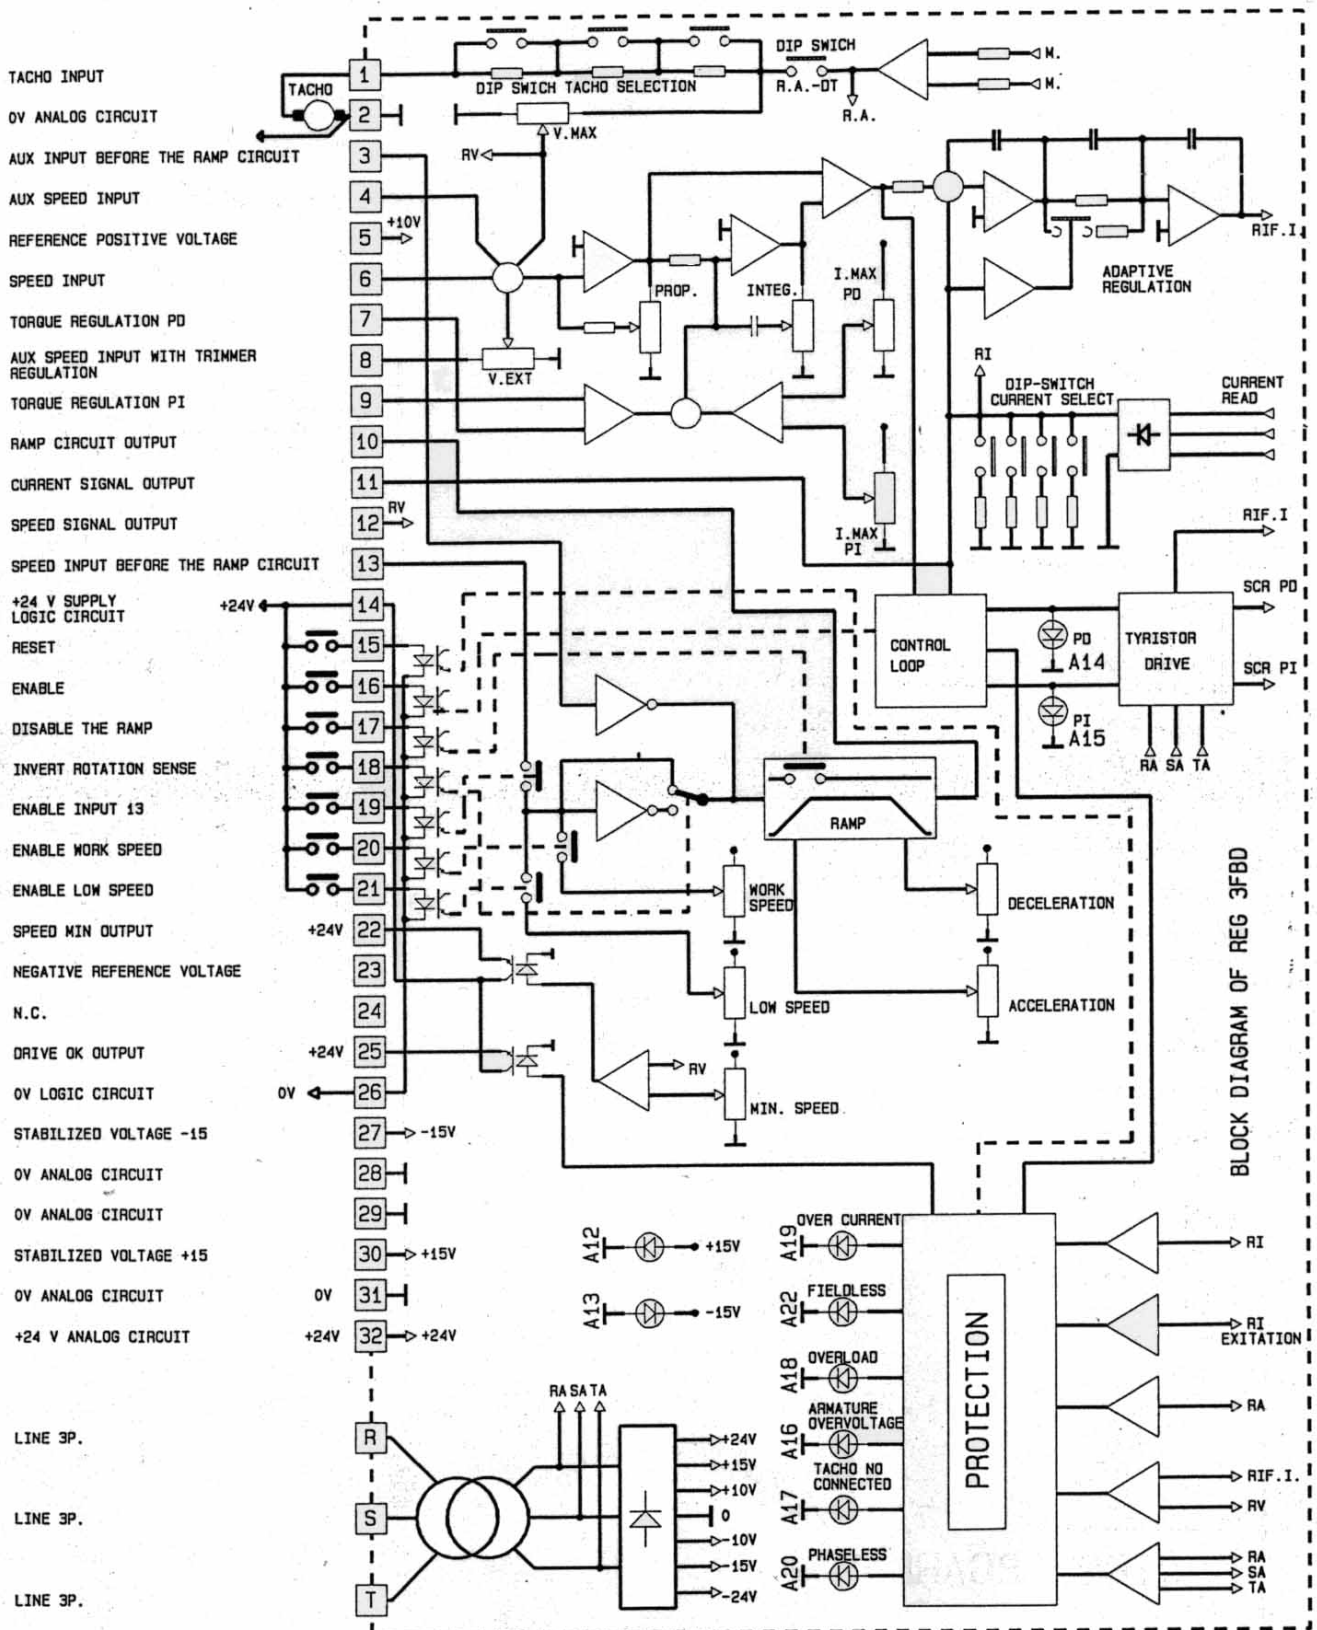 TACHO INPUT
0V ANALOG CIRCUIT
AUX INPUT BEFORE THE RAMP CIRCUIT
AUX SPEED INPUT
REFERENCE POSITIVE VOLTAGE
SPEED INPUT
TORQUE REGULATION PD
AUX SPEED INPUT WITH TRIMMER
REGULATION
TORQUE REGULATION PI
RAMP CIRCUIT OUTPUT
CURRENT SIGNAL OUTPUT
SPEED SIGNAL OUTPUT
SPEED INPUT BEFORE THE RAMP CIRCUIT
+24 V SUPPLY
LOGIC CIRCUIT
RESET
ENABLE
DISABLE THE RAMP
INVERT ROTATION SENSE
ENABLE INPUT 13
ENABLE WORK SPEED
ENABLE LOW SPEED
SPEED MIN OUTPUT
NEGATIVE REFERENCE VOLTAGE
N.C.
DRIVE OK OUTPUT
0V LOGIC CIRCUIT
STABILIZED VOLTAGE -15
0V ANALOG CIRCUIT
0V ANALOG CIRCUIT
STABILIZED VOLTAGE +15
0V ANALOG CIRCUIT
+24 V ANALOG CIRCUIT
LINE 3P.
LINE 3P.
LINE 3P.
TACHO
+24V
+24V
+24V
0V
0V
+24V
1
2
3
4
5
6
7
8
9
10
11
12
13
14
15
16
17
18
19
20
21
22
23
24
25
26
27
28
29
30
31
32
R
S
T
+10V
RV
-15V
+15V
+24V
DIP SWICH TACHO SELECTION
DIP SWICH
R.A.-DT
R.A.
M.
M.
V.MAX
RV
V.EXT
PROP.
INTEG.
I.MAX
PD
I.MAX
PI
RIF.I.
ADAPTIVE
REGULATION
RI
DIP-SWITCH
CURRENT SELECT
CURRENT
READ
RIF.I
CONTROL
LOOP
PD
A14
PI
A15
TYRISTOR
DRIVE
SCR PD
SCR PI
RA SA TA
RAMP
WORK
SPEED
LOW SPEED
RV
MIN. SPEED
DECELERATION
ACCELERATION
BLOCK DIAGRAM OF REG 3FBD
A12
+15V
A13
-15V
A19
OVER CURRENT
A22
FIELDLESS
A18
OVERLOAD
A16
ARMATURE
OVERVOLTAGE
A17
TACHO NO
CONNECTED
A20
PHASELESS
PROTECTION
RI
RI
EXITATION
RA
RIF.I.
RV
RA
SA
TA
RA SA TA
+24V
+15V
+10V
0
-10V
-15V
-24V